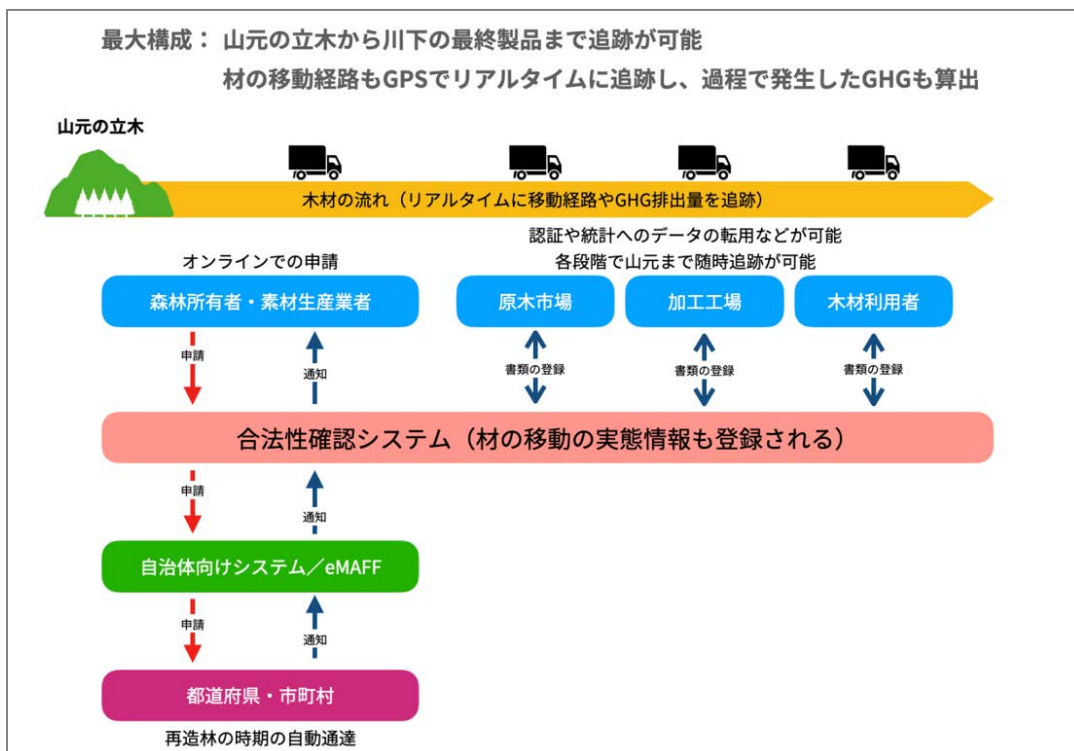 最大構成： 山元の立木から川下の最終製品まで追跡が可能
材の移動経路もGPSでリアルタイムに追跡し、過程で発生したGHGも算出
山元の立木
木材の流れ（リアルタイムに移動経路やGHG排出量を追跡）
認証や統計へのデータの転用などが可能
オンラインでの申請
各段階で山元まで随時追跡が可能
森林所有者・素材生産業者
原木市場
加工工場
木材利用者
申請
通知
書類の登録
書類の登録
書類の登録
合法性確認システム（材の移動の実態情報も登録される）
申請
通知
自治体向けシステム／eMAFF
申請
通知
都道府県・市町村
再造林の時期の自動通達